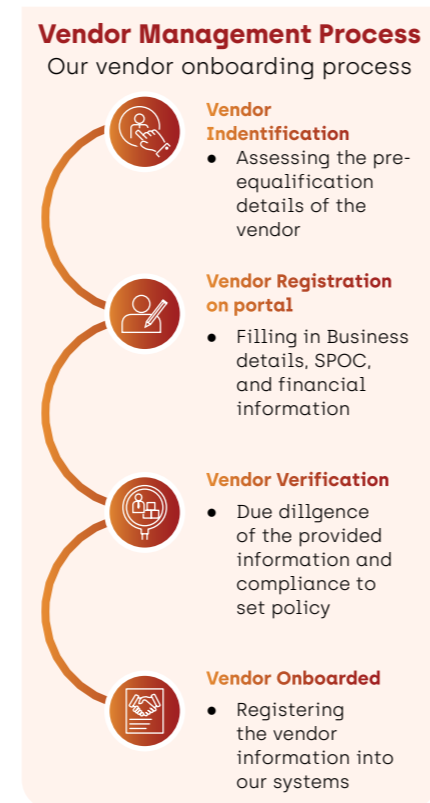 Vendor Management Process
Our vendor onboarding process
Vendor
Indentification
● Assessing the pre-
equalification
details of the
vendor
Vendor Registration
on portal
● Filling in Business
details, SPOC,
and financial
information
Vendor Verification
● Due dillgence
of the provided
information and
compliance to
set policy
Vendor Onboarded
● Registering
the vendor
information into
our systems